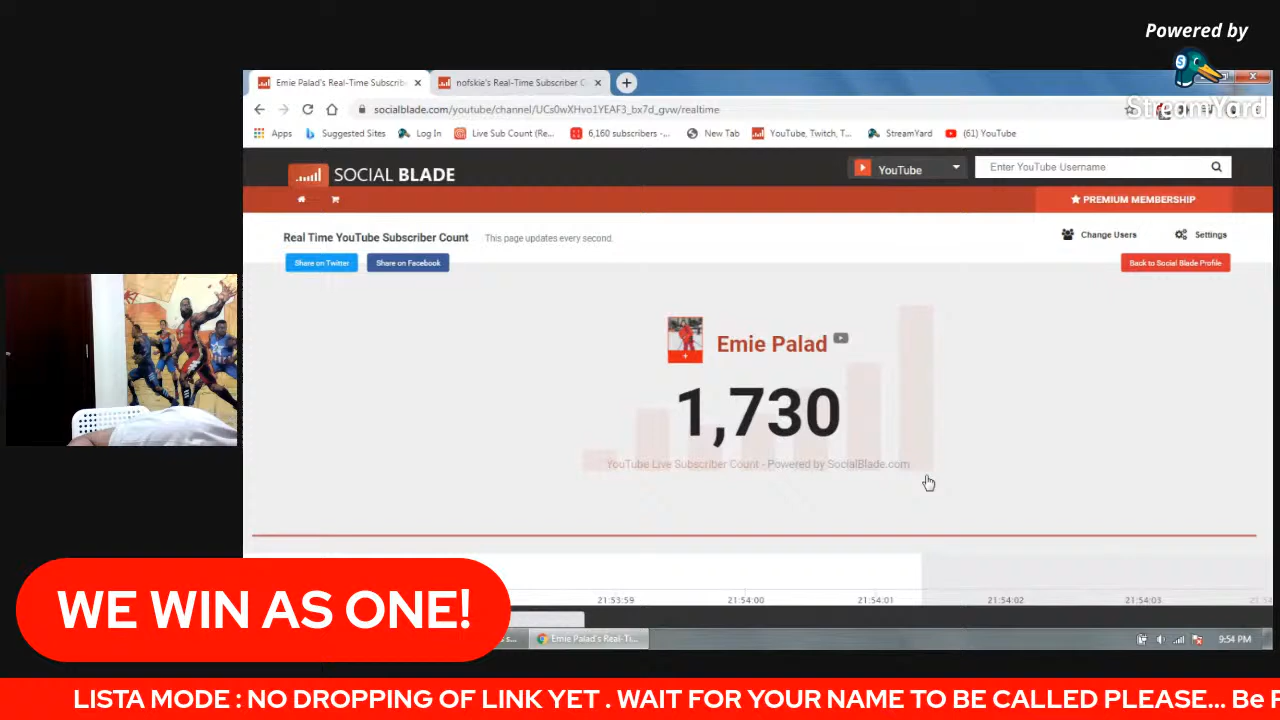 Powered by
StreamYard
Emie Palad's Real-Time Subscrib
nofskie's Real-Time Subscriber C
socialblade.com/youtube/channel/UCs0wXHvo1YEAF3_bx7d_gvw/realtime
Apps Suggested Sites Log In Live Sub Count (Re... 6,160 subscribers -... New Tab YouTube, Twitch, T... StreamYard (61) YouTube
SOCIAL BLADE
YouTube
Enter YouTube Username
PREMIUM MEMBERSHIP
Real Time YouTube Subscriber Count
This page updates every second.
Change Users
Settings
Share on Twitter
Share on Facebook
Back to Social Blade Profile
Emie Palad
1,730
YouTube Live Subscriber Count - Powered by SocialBlade.com
21:53:59 21:54:00 21:54:01 21:54:02 21:54:03
WE WIN AS ONE!
Emie Palad's Real-Ti...
9:54 PM
LISTA MODE : NO DROPPING OF LINK YET . WAIT FOR YOUR NAME TO BE CALLED PLEASE... Be